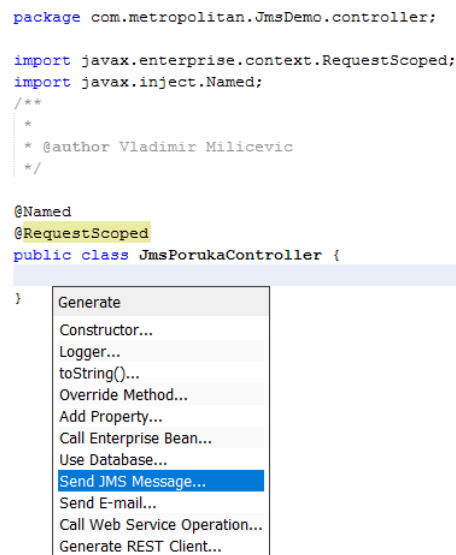 package com.metropolitan.JmsDemo.controller;
import javax.enterprise.context.RequestScoped;
import javax.inject.Named;
/**
*
* @author Vladimir Milicevic
*/
@Named
@RequestScoped
public class JmsPorukaController {
}
Generate
Constructor...
Logger...
toString()...
Override Method...
Add Property...
Call Enterprise Bean...
Use Database...
Send JMS Message...
Send E-mail...
Call Web Service Operation...
Generate REST Client...